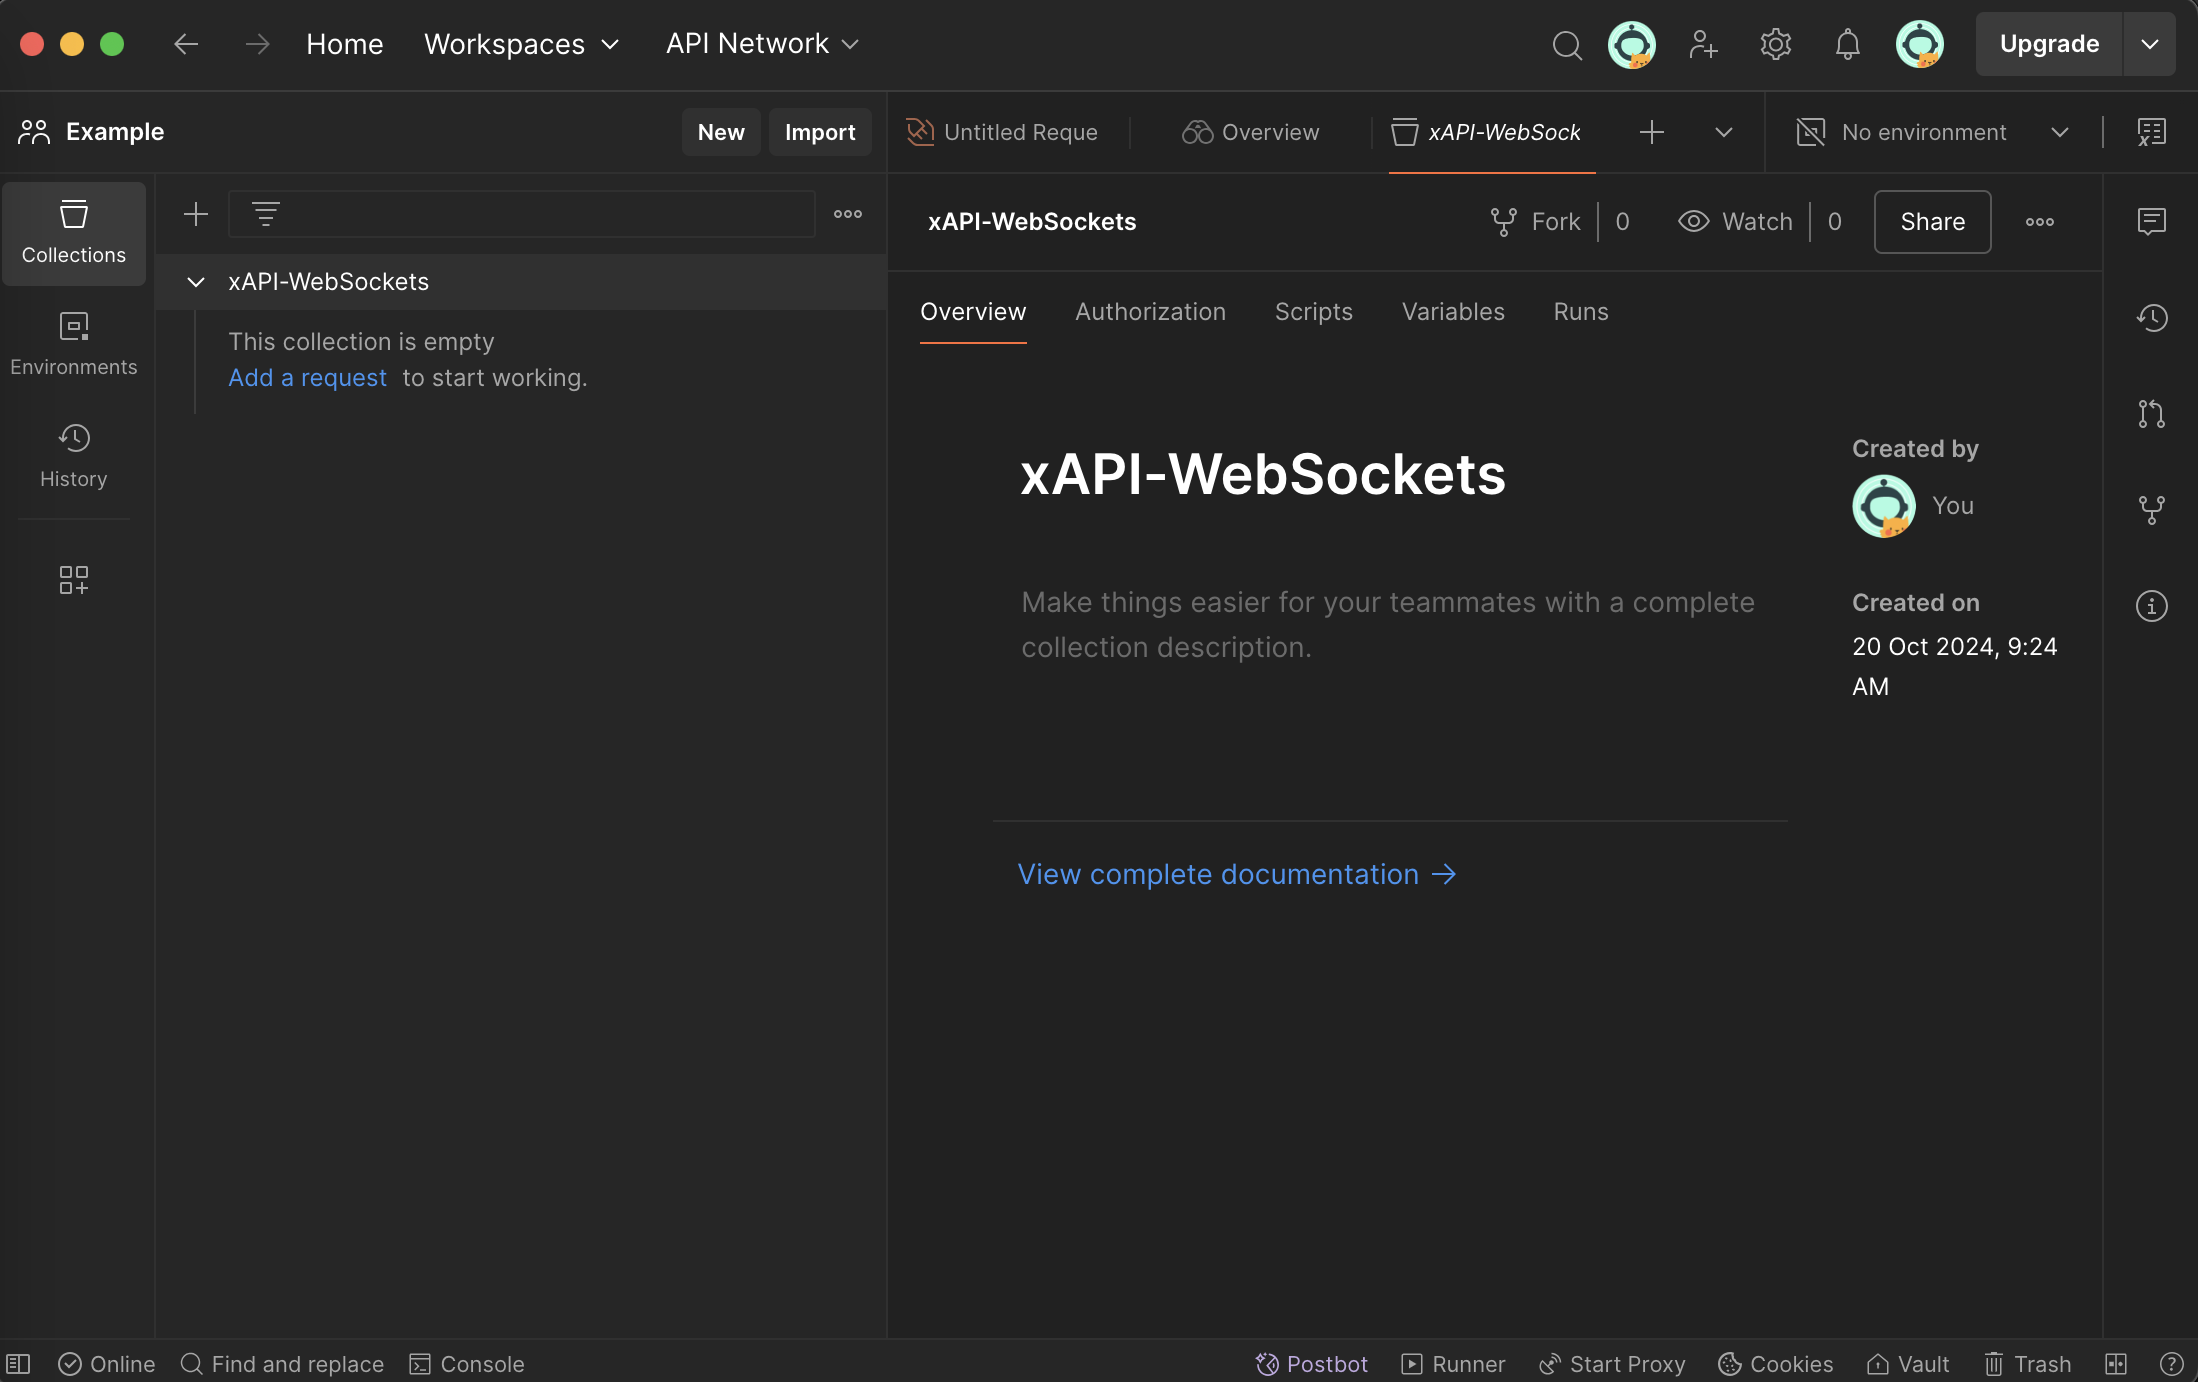 Home Workspaces API Network Upgrade
Example New Import Untitled Reque Overview xAPI-WebSock No environment
Collections
Environments
History
xAPI-WebSockets
This collection is empty
Add a request to start working.
xAPI-WebSockets Fork 0 Watch 0 Share
Overview Authorization Scripts Variables Runs
xAPI-WebSockets
Make things easier for your teammates with a complete
collection description.
View complete documentation →
Created by
You
Created on
20 Oct 2024, 9:24
AM
Online Find and replace Console Postbot Runner Start Proxy Cookies Vault Trash